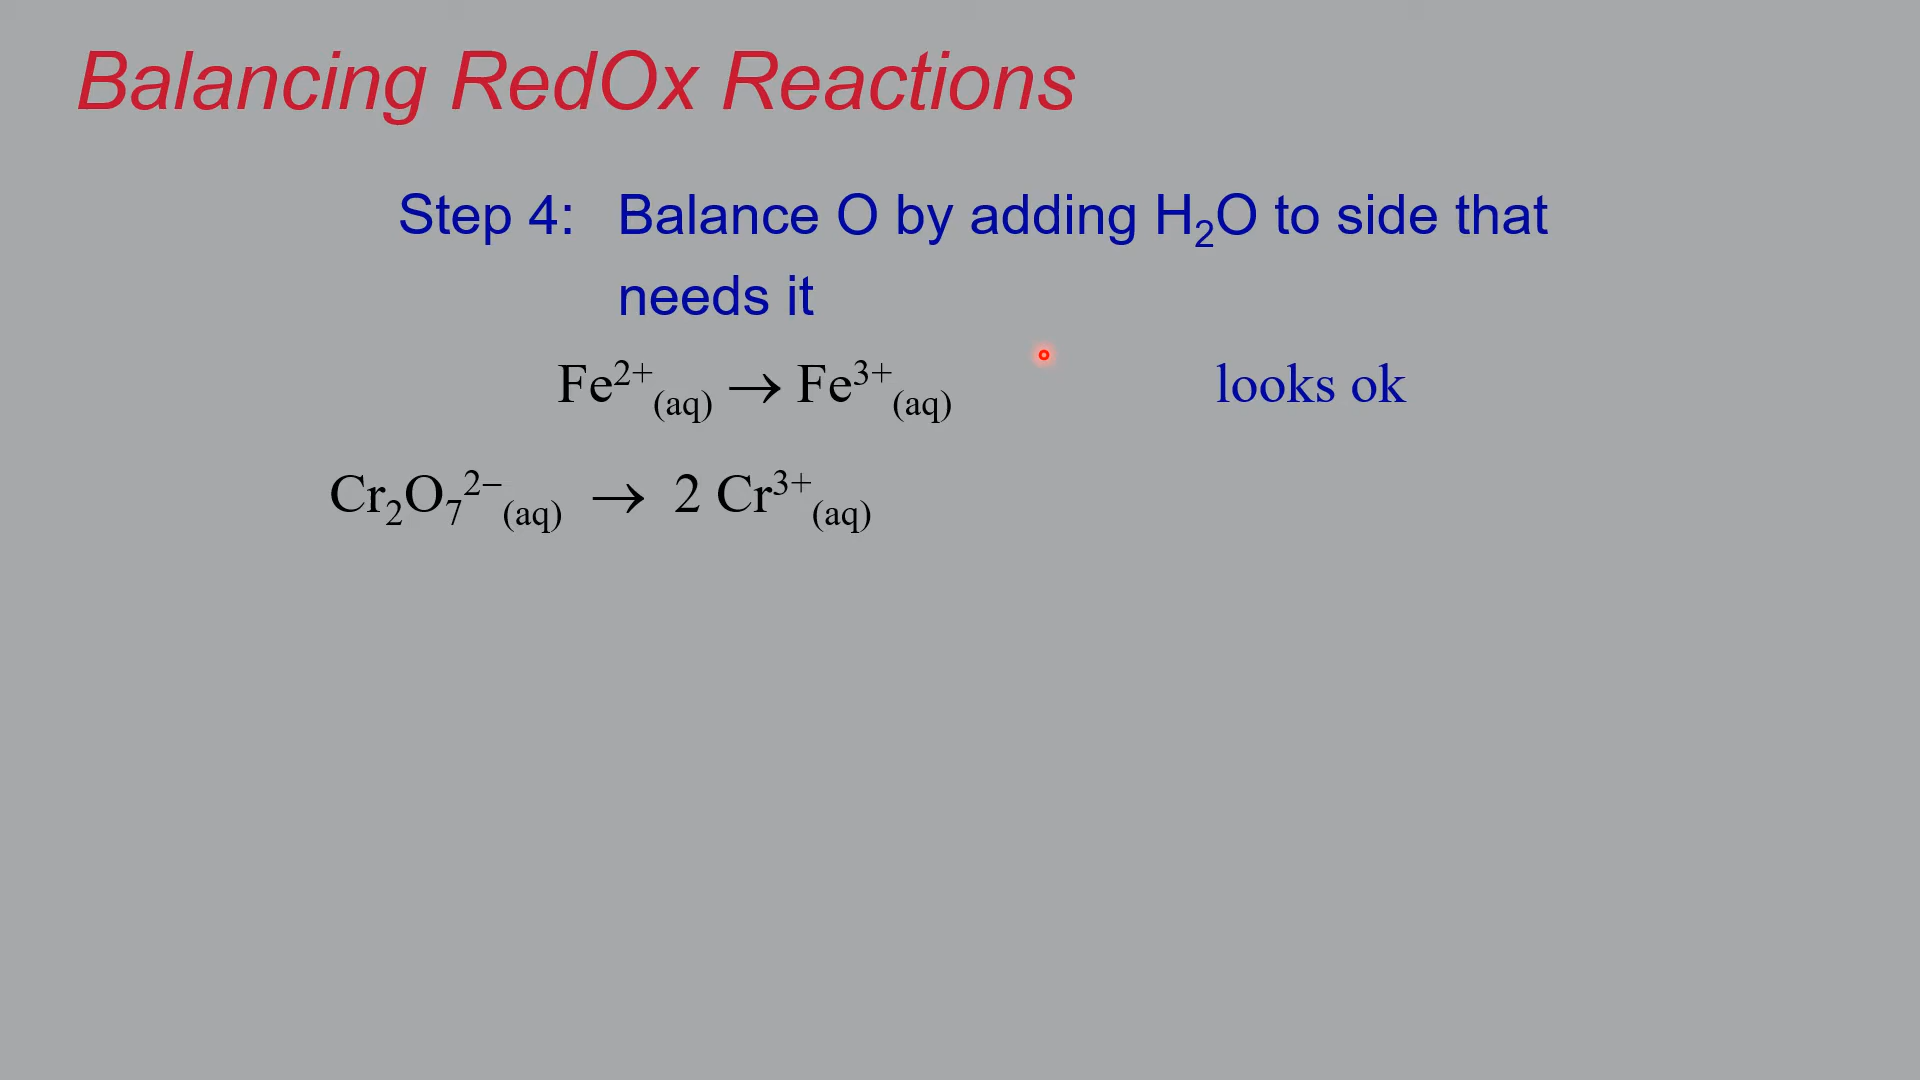 Balancing RedOx Reactions
Step 4: Balance O by adding H₂O to side that
needs it
Fe²⁺₍aq₎ → Fe³⁺₍aq₎ looks ok
Cr₂O₇²⁻₍aq₎ → 2 Cr³⁺₍aq₎